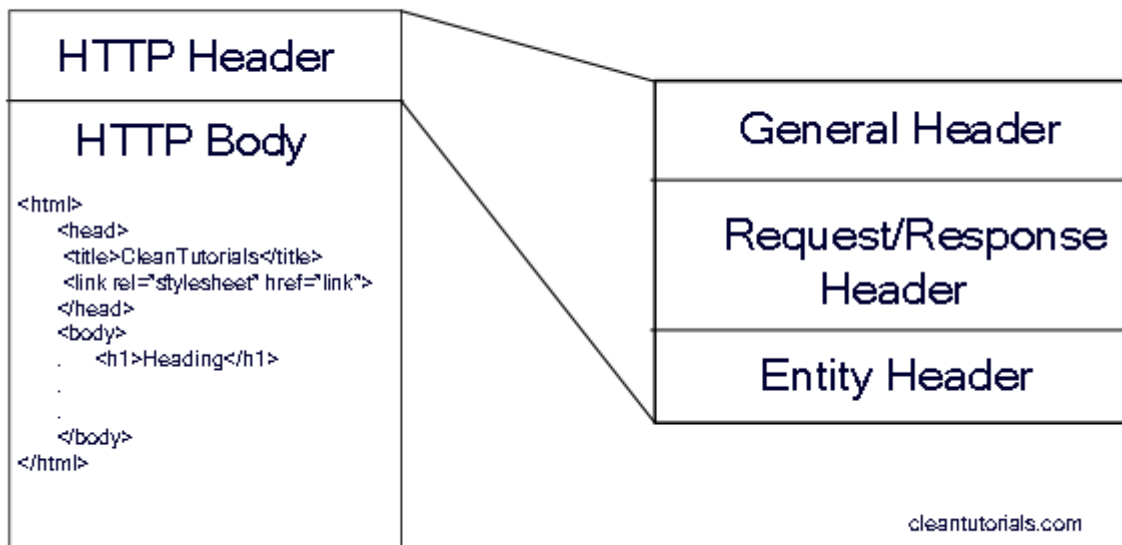 HTTP Header
HTTP Body
<html>
<head>
<title>CleanTutorials</title>
<link rel="stylesheet" href="link">
</head>
<body>
. <h1>Heading</h1>
.
.
</body>
</html>
General Header
Request/Response
Header
Entity Header
cleantutorials.com